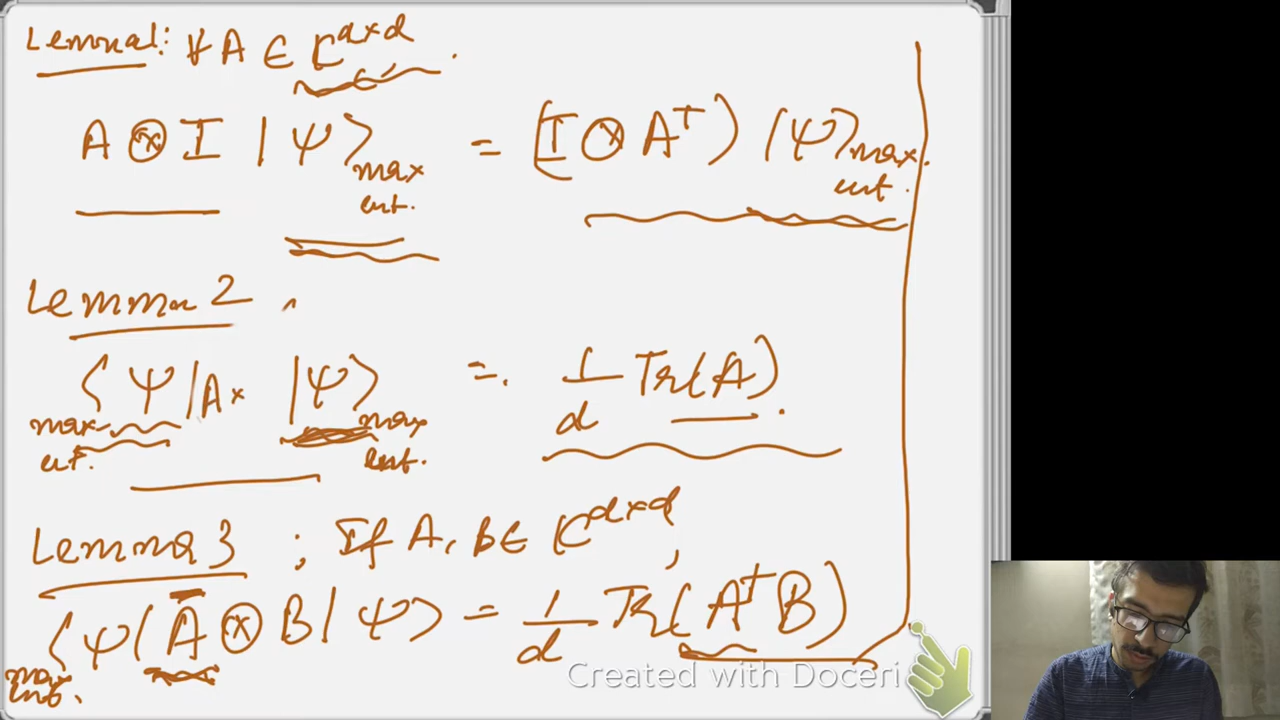 Lemma1: ∀ A ∈ ℂ^{d×d}.
A ⊗ I |Ψ⟩_{max ent.} = (I ⊗ A^T) |Ψ⟩_{max. ent.}
Lemma 2 :
_{max ent.}⟨Ψ|A × |Ψ⟩_{max ent.} = 1/d Tr(A).
Lemma 3 ; If A, B ∈ ℂ^{d×d},
_{max ent.}⟨Ψ| A̅ ⊗ B |Ψ⟩ = 1/d Tr(A^† B)
Created with Doceri